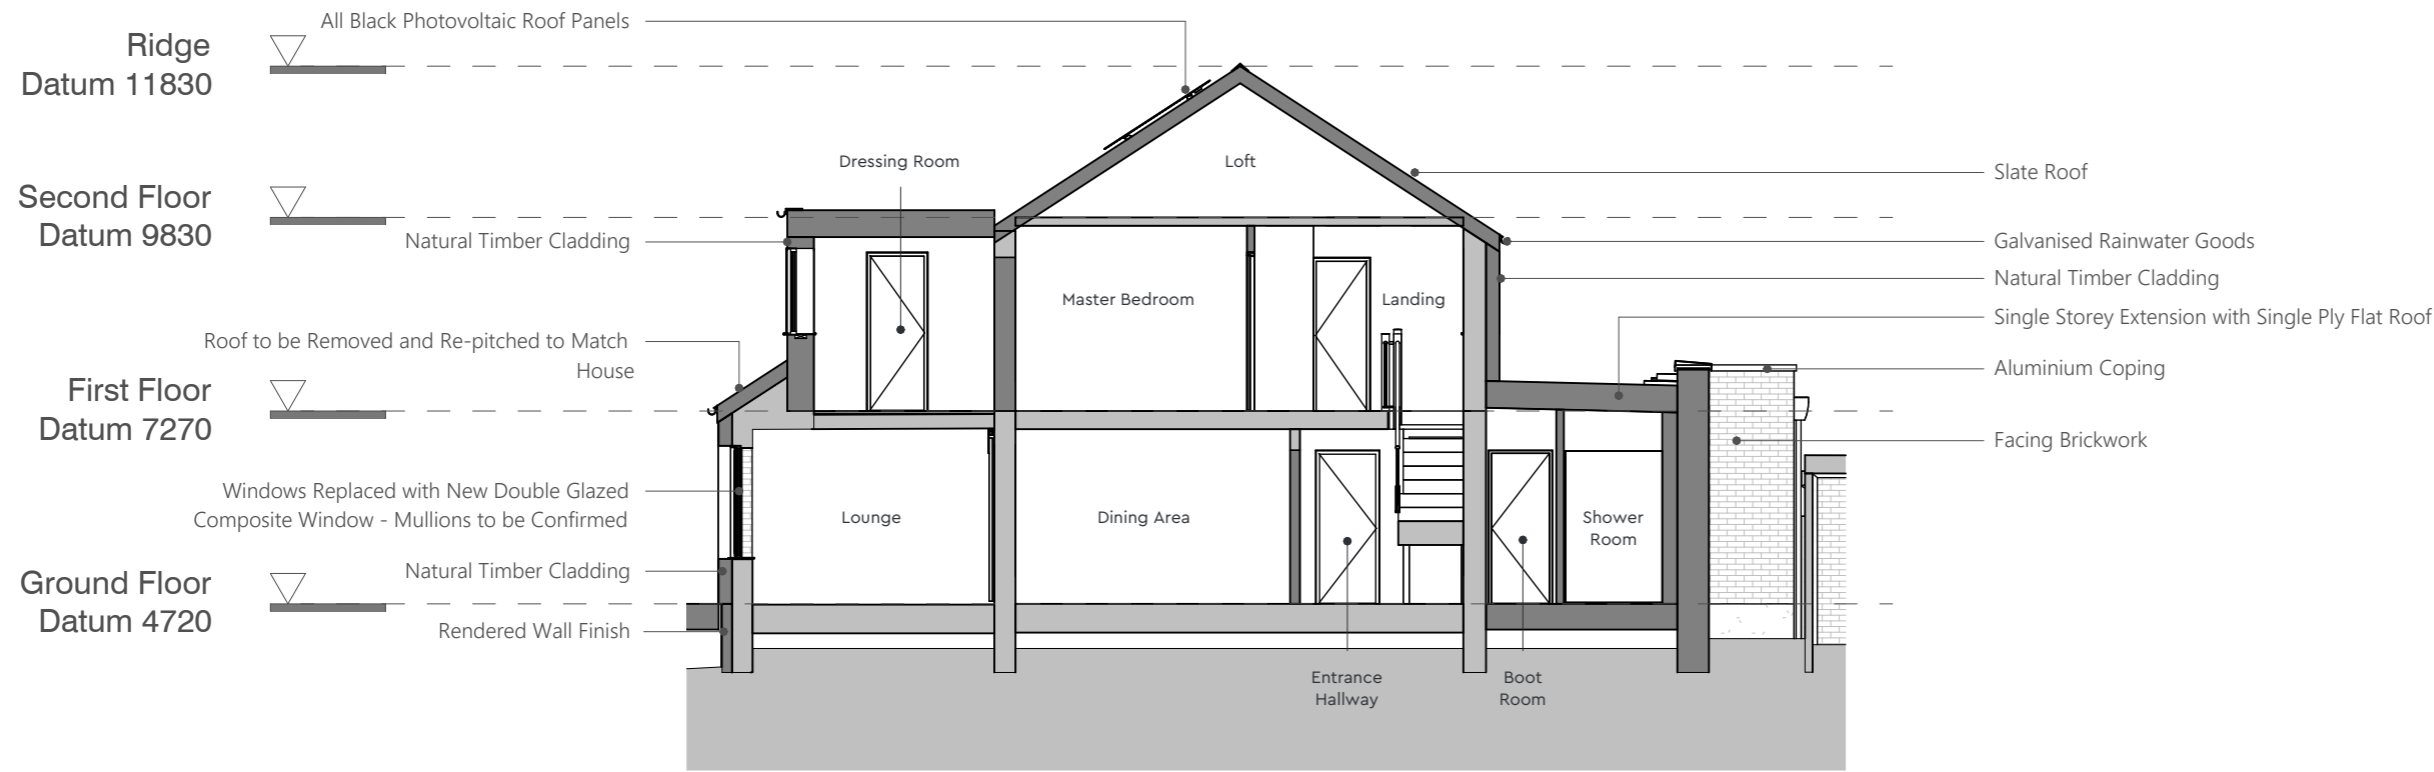 Ridge
Datum 11830
Second Floor
Datum 9830
First Floor
Datum 7270
Ground Floor
Datum 4720
All Black Photovoltaic Roof Panels
Natural Timber Cladding
Roof to be Removed and Re-pitched to Match
House
Windows Replaced with New Double Glazed
Composite Window - Mullions to be Confirmed
Natural Timber Cladding
Rendered Wall Finish
Dressing Room
Loft
Master Bedroom
Landing
Lounge
Dining Area
Shower
Room
Entrance
Hallway
Boot
Room
Slate Roof
Galvanised Rainwater Goods
Natural Timber Cladding
Single Storey Extension with Single Ply Flat Roof
Aluminium Coping
Facing Brickwork